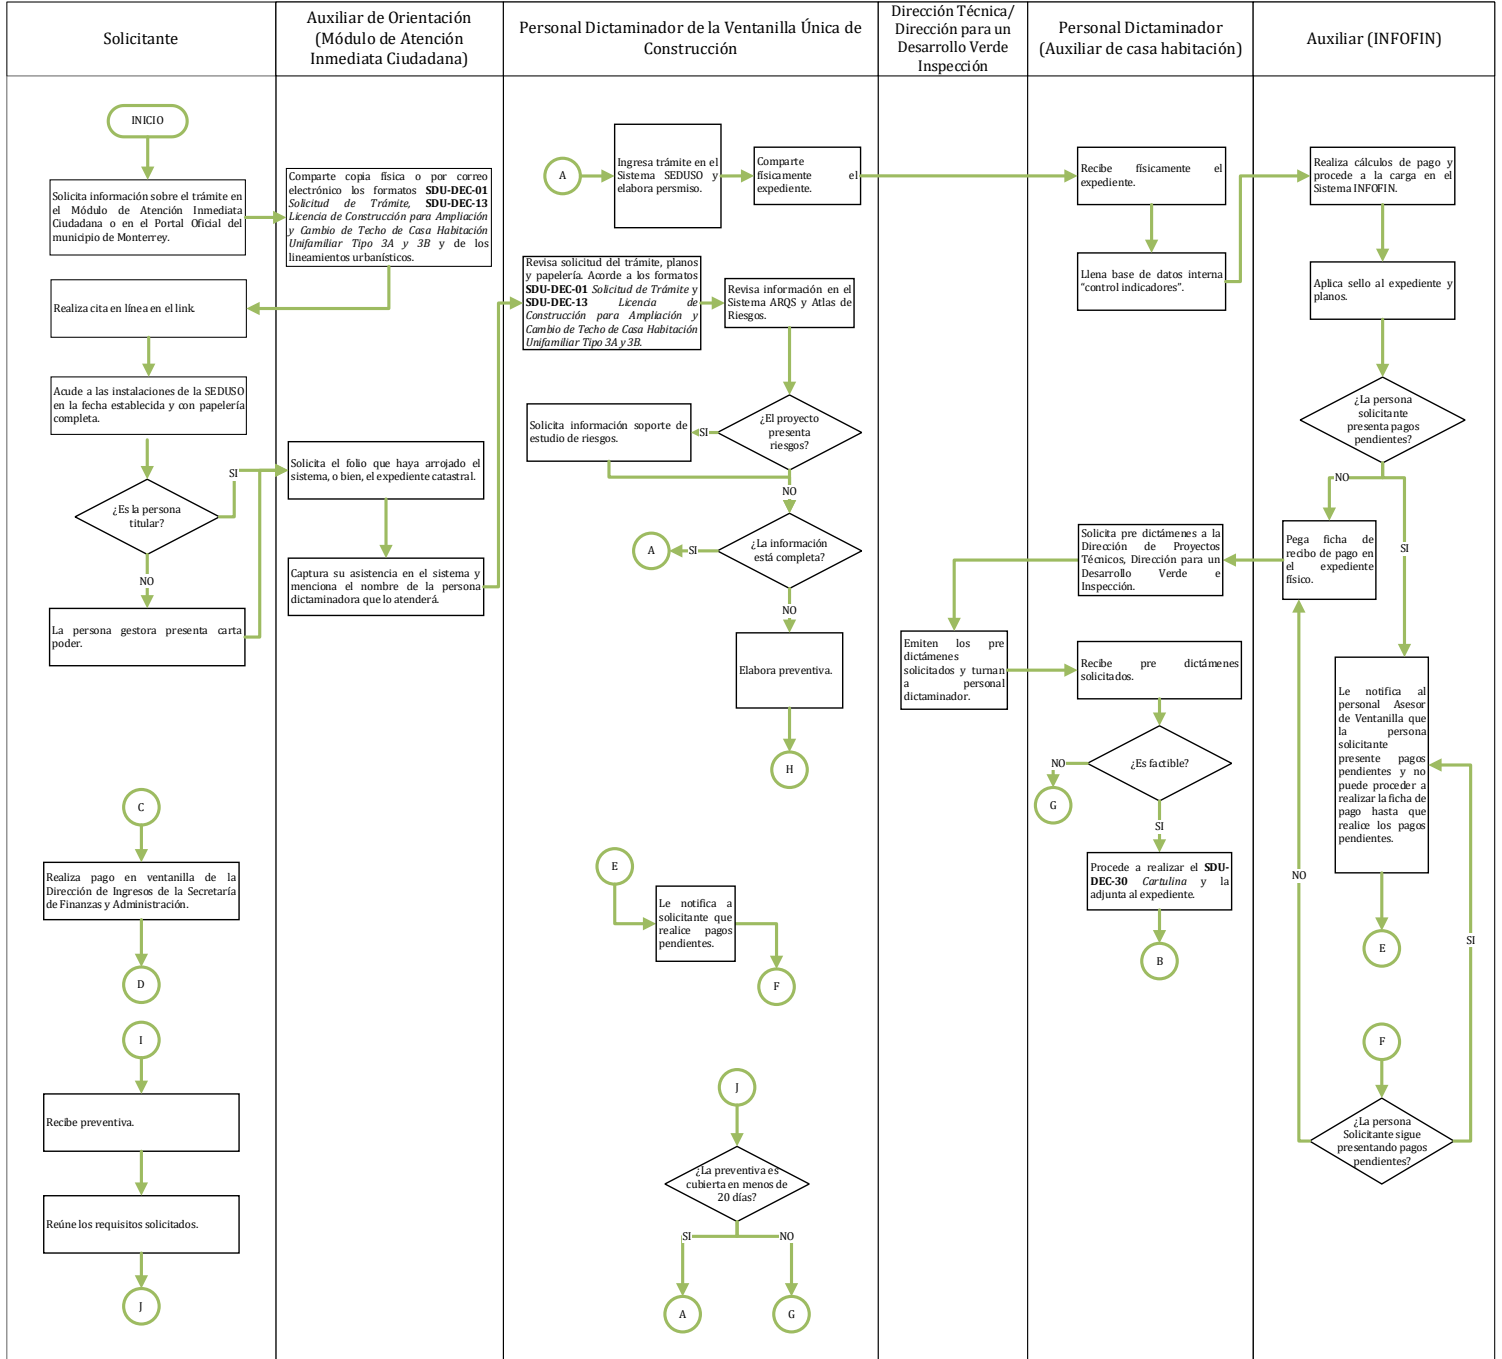 Solicitante
Auxiliar de Orientación
(Módulo de Atención
Inmediata Ciudadana)
Personal Dictaminador de la Ventanilla Única de
Construcción
Dirección Técnica/
Dirección para un
Desarrollo Verde
Inspección
Personal Dictaminador
(Auxiliar de casa habitación)
Auxiliar (INFOFIN)
INICIO
Solicita información sobre el trámite en
el Módulo de Atención Inmediata
Ciudadana o en el Portal Oficial del
municipio de Monterrey.
Realiza cita en línea en el link.
Acude a las instalaciones de la SEDUSO
en la fecha establecida y con papelería
completa.
¿Es la persona
titular?
SI
NO
La persona gestora presenta carta
poder.
C
Realiza pago en ventanilla de la
Dirección de Ingresos de la Secretaría
de Finanzas y Administración.
D
I
Recibe preventiva.
Reúne los requisitos solicitados.
J
Comparte copia física o por correo
electrónico los formatos SDU-DEC-01
Solicitud de Trámite, SDU-DEC-13
Licencia de Construcción para Ampliación
y Cambio de Techo de Casa Habitación
Unifamiliar Tipo 3A y 3B y de los
lineamientos urbanísticos.
Solicita el folio que haya arrojado el
sistema, o bien, el expediente catastral.
Captura su asistencia en el sistema y
menciona el nombre de la persona
dictaminadora que lo atenderá.
A
Ingresa trámite en el
Sistema SEDUSO y
elabora persmiso.
Comparte
físicamente el
expediente.
Revisa solicitud del trámite, planos
y papelería. Acorde a los formatos
SDU-DEC-01 Solicitud de Trámite y
SDU-DEC-13 Licencia de
Construcción para Ampliación y
Cambio de Techo de Casa Habitación
Unifamiliar Tipo 3A y 3B.
Revisa información en el
Sistema ARQS y Atlas de
Riesgos.
¿El proyecto
presenta
riesgos?
SI
Solicita información soporte de
estudio de riesgos.
NO
¿La información
está completa?
SI
A
NO
Elabora preventiva.
H
E
Le notifica a
solicitante que
realice pagos
pendientes.
F
J
¿La preventiva es
cubierta en menos de
20 días?
SI
NO
A
G
Emiten los pre
dictámenes
solicitados y turnan
a personal
dictaminador.
Recibe físicamente el
expediente.
Llena base de datos interna
“control indicadores”.
Solicita pre dictámenes a la
Dirección de Proyectos
Técnicos, Dirección para un
Desarrollo Verde e
Inspección.
Recibe pre dictámenes
solicitados.
¿Es factible?
NO
G
SI
Procede a realizar el SDU-
DEC-30 Cartulina y la
adjunta al expediente.
B
Realiza cálculos de pago y
procede a la carga en el
Sistema INFOFIN.
Aplica sello al expediente y
planos.
¿La persona
solicitante
presenta pagos
pendientes?
NO
SI
Pega ficha de
recibo de pago en
el expediente
físico.
Le notifica al
personal Asesor
de Ventanilla que
la persona
solicitante
presente pagos
pendientes y no
puede proceder a
realizar la ficha de
pago hasta que
realice los pagos
pendientes.
E
NO
SI
F
¿La persona
Solicitante sigue
presentando pagos
pendientes?